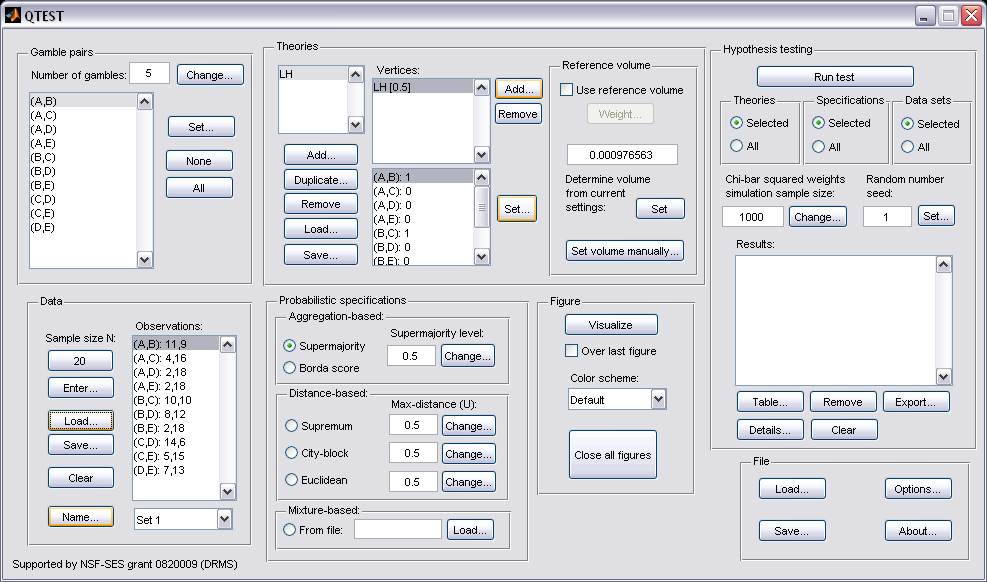 QTEST
Gamble pairs
Number of gambles: 5 Change...
(A,B)
(A,C)
(A,D)
(A,E)
(B,C)
(B,D)
(B,E)
(C,D)
(C,E)
(D,E)
Set...
None
All
Theories
LH
Add...
Duplicate...
Remove
Load...
Save...
Vertices:
LH [0.5]
Add...
Remove
(A,B): 1
(A,C): 0
(A,D): 0
(A,E): 0
(B,C): 1
(B,D): 0
(B,E): 0
Set...
Reference volume
Use reference volume
Weight...
0.000976563
Determine volume
from current
settings:
Set
Set volume manually...
Hypothesis testing
Run test
Theories
Selected
All
Specifications
Selected
All
Data sets
Selected
All
Chi-bar squared weights
simulation sample size:
1000 Change...
Random number
seed:
1 Set...
Results:
Table... Remove Export...
Details... Clear
Data
Sample size N:
20
Enter...
Load...
Save...
Clear
Name...
Observations:
(A,B): 11,9
(A,C): 4,16
(A,D): 2,18
(A,E): 2,18
(B,C): 10,10
(B,D): 8,12
(B,E): 2,18
(C,D): 14,6
(C,E): 5,15
(D,E): 7,13
Set 1
Probabilistic specifications
Aggregation-based:
Supermajority level:
Supermajority 0.5 Change...
Borda score
Distance-based:
Max-distance (U):
Supremum 0.5 Change...
City-block 0.5 Change...
Euclidean 0.5 Change...
Mixture-based:
From file: Load...
Figure
Visualize
Over last figure
Color scheme:
Default
Close all figures
File
Load... Options...
Save... About...
Supported by NSF-SES grant 0820009 (DRMS)